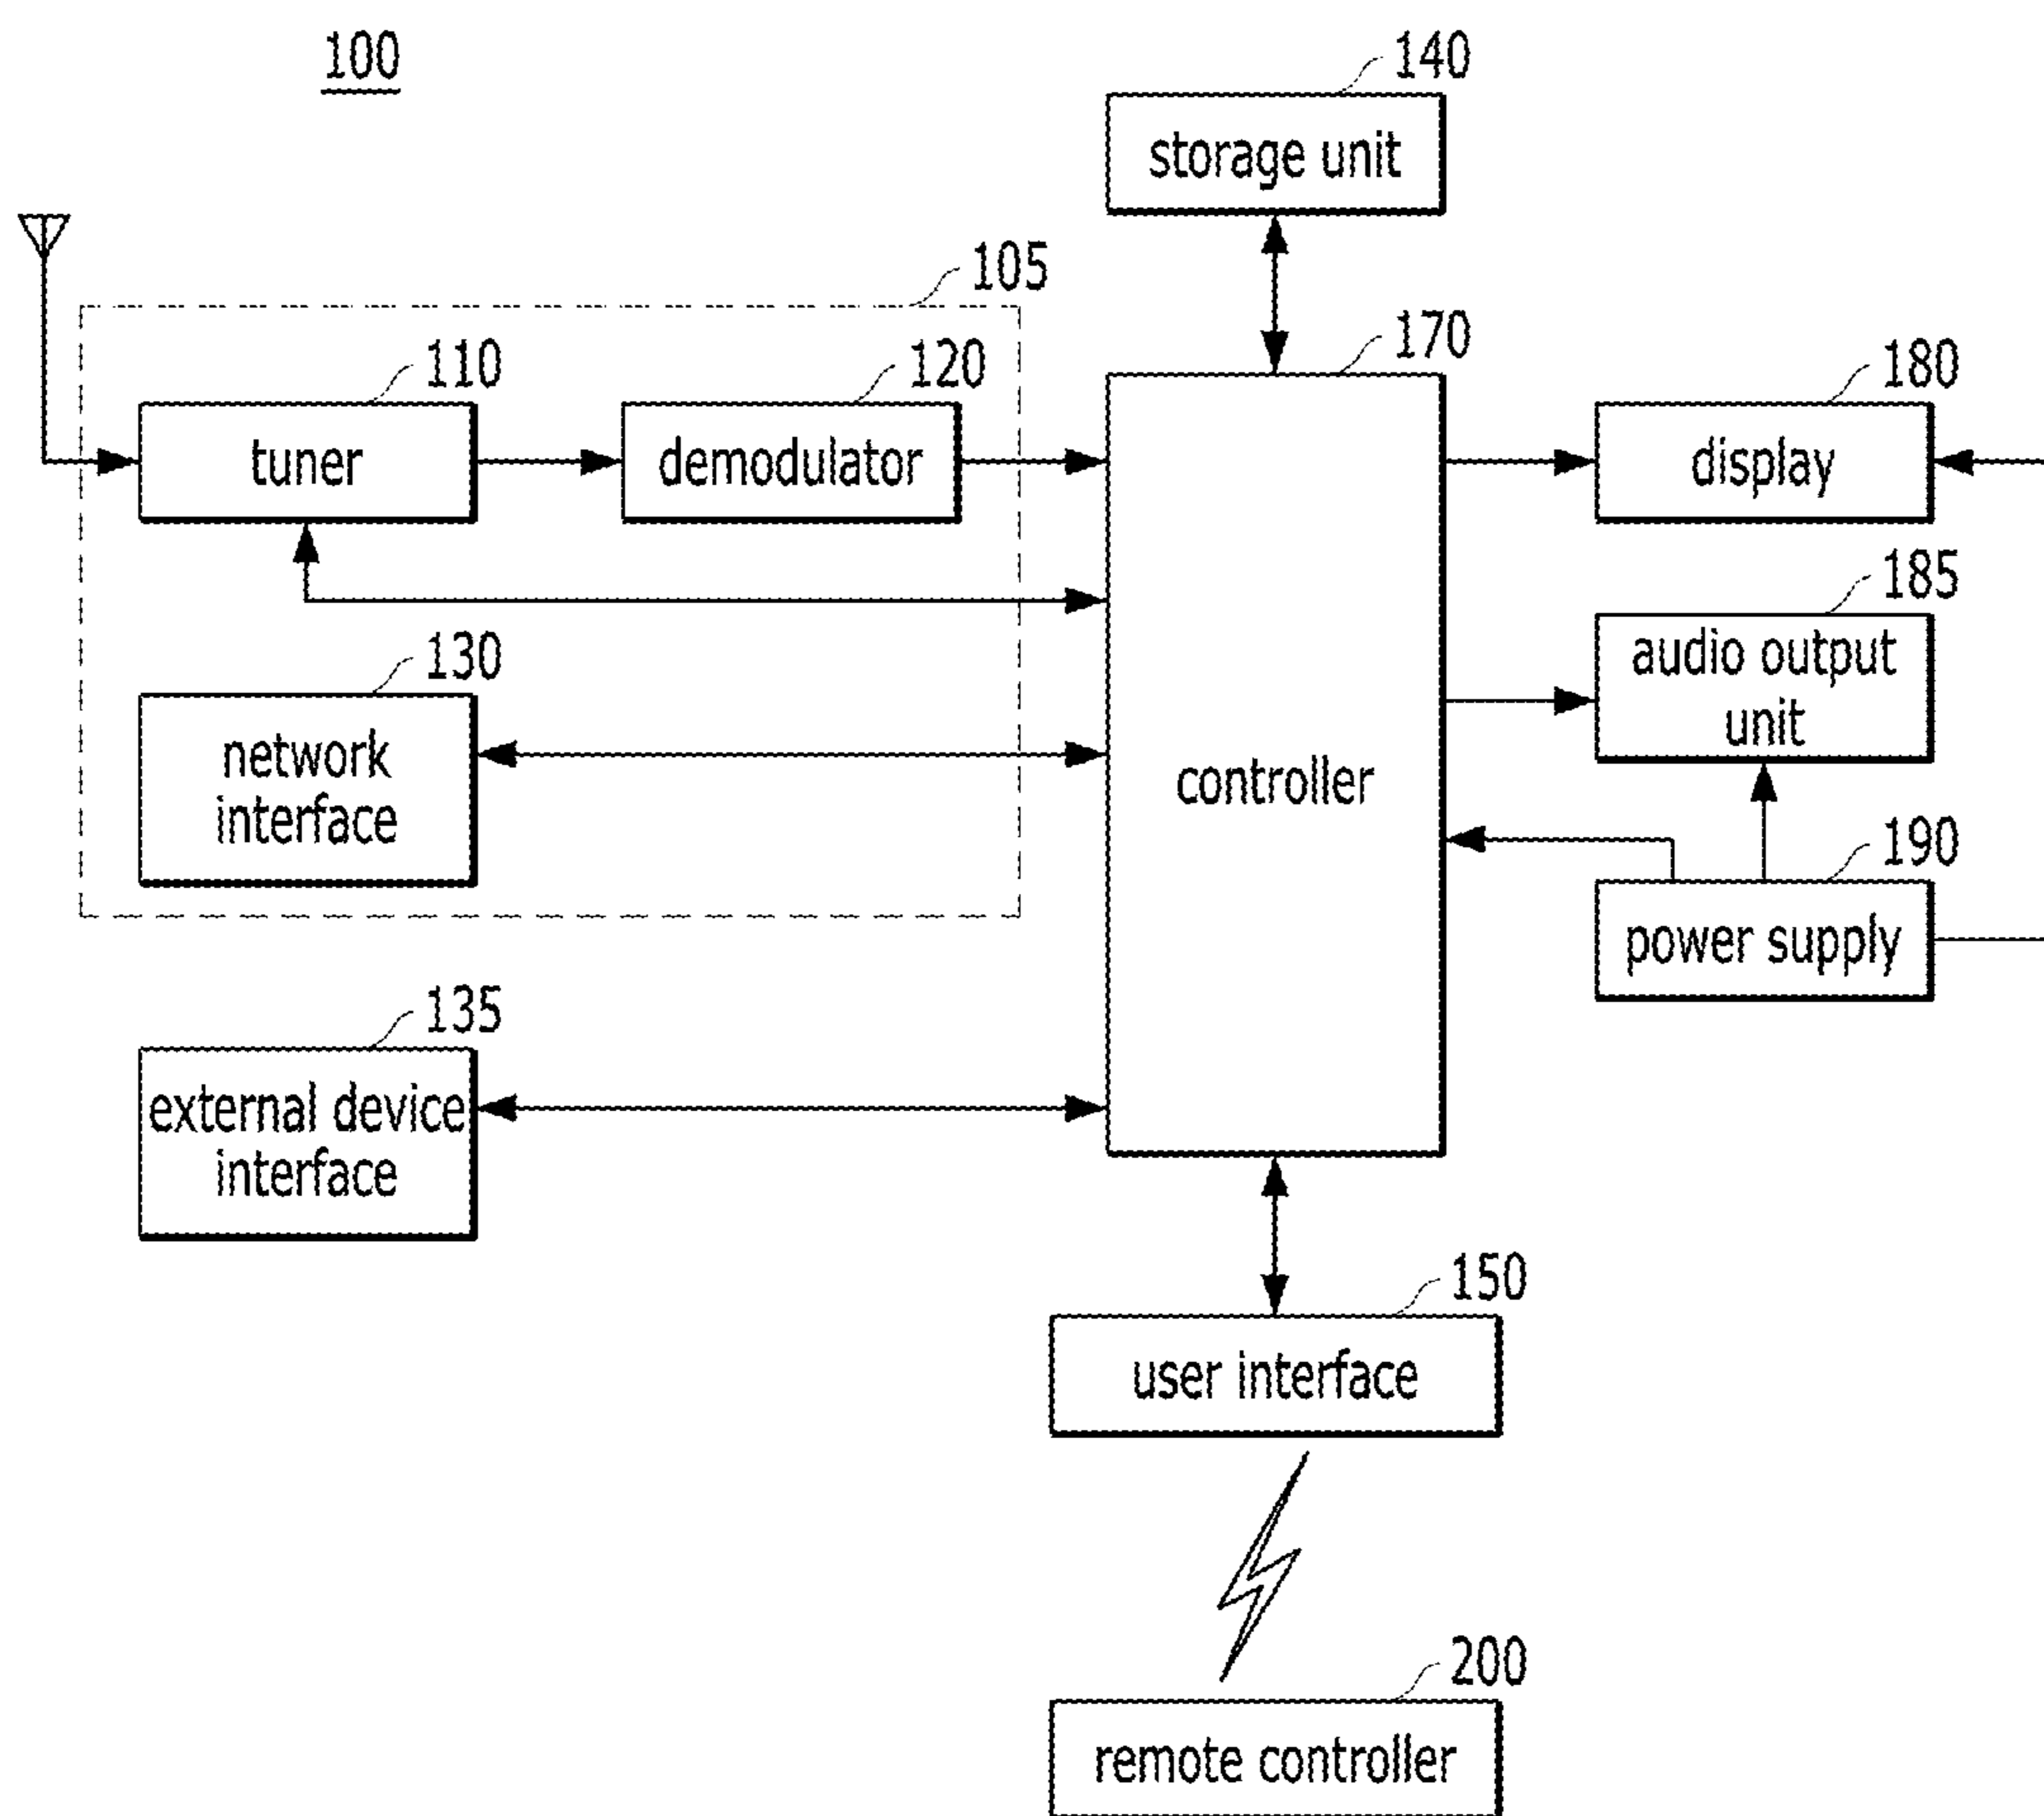 100
140
storage unit
105
110
120
170
180
tuner
demodulator
display
185
audio output
unit
130
network
interface
controller
190
power supply
135
external device
interface
150
user interface
200
remote controller